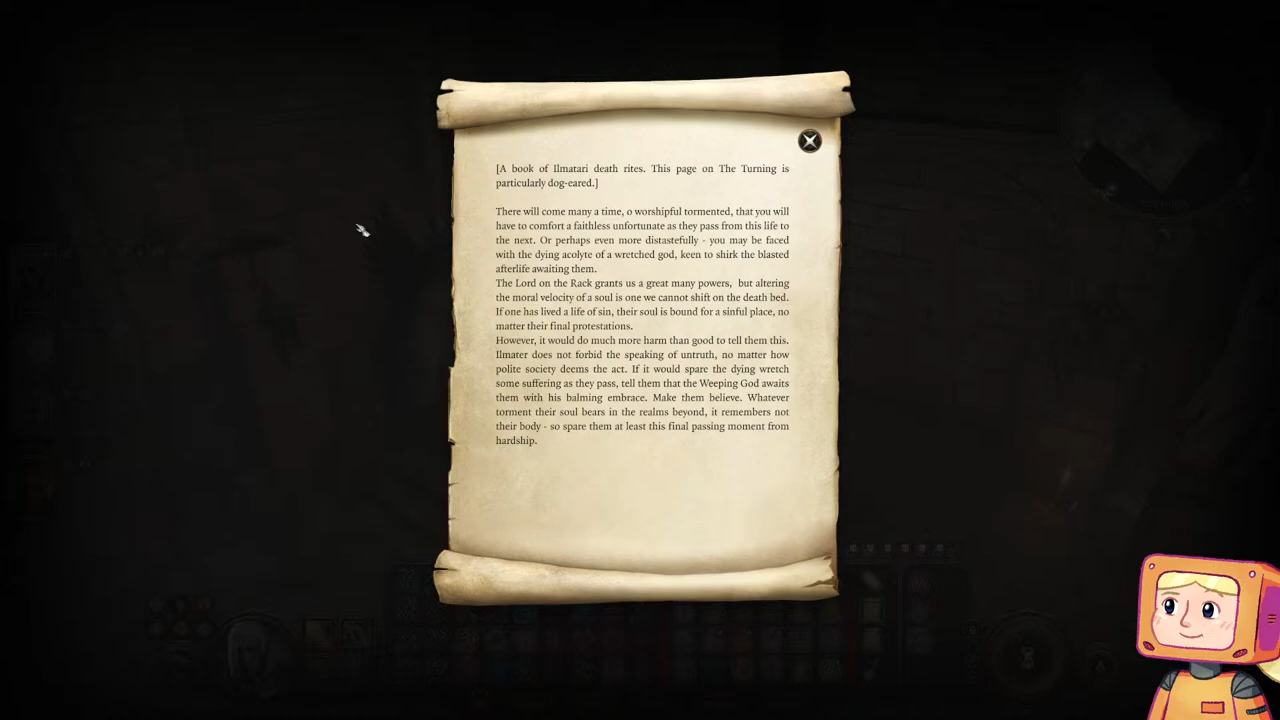 [A book of Ilmatari death rites. This page on The Turning is
particularly dog-eared.]
There will come many a time, o worshipful tormented, that you will
have to comfort a faithless unfortunate as they pass from this life to
the next. Or perhaps even more distastefully - you may be faced
with the dying acolyte of a wretched god, keen to shirk the blasted
afterlife awaiting them.
The Lord on the Rack grants us a great many powers, but altering
the moral velocity of a soul is one we cannot shift on the death bed.
If one has lived a life of sin, their soul is bound for a sinful place, no
matter their final protestations.
However, it would do much more harm than good to tell them this.
Ilmater does not forbid the speaking of untruth, no matter how
polite society deems the act. If it would spare the dying wretch
some suffering as they pass, tell them that the Weeping God awaits
them with his balming embrace. Make them believe. Whatever
torment their soul bears in the realms beyond, it remembers not
their body - so spare them at least this final passing moment from
hardship.